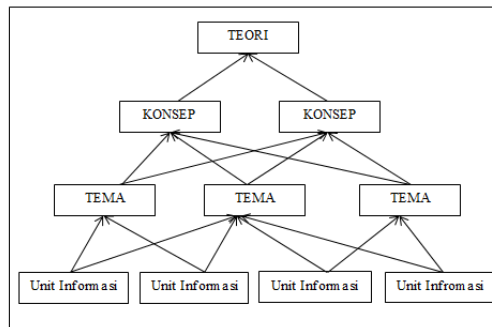 TEORI
KONSEP KONSEP
TEMA TEMA TEMA
Unit Informasi Unit Informasi Unit Informasi Unit Infromasi